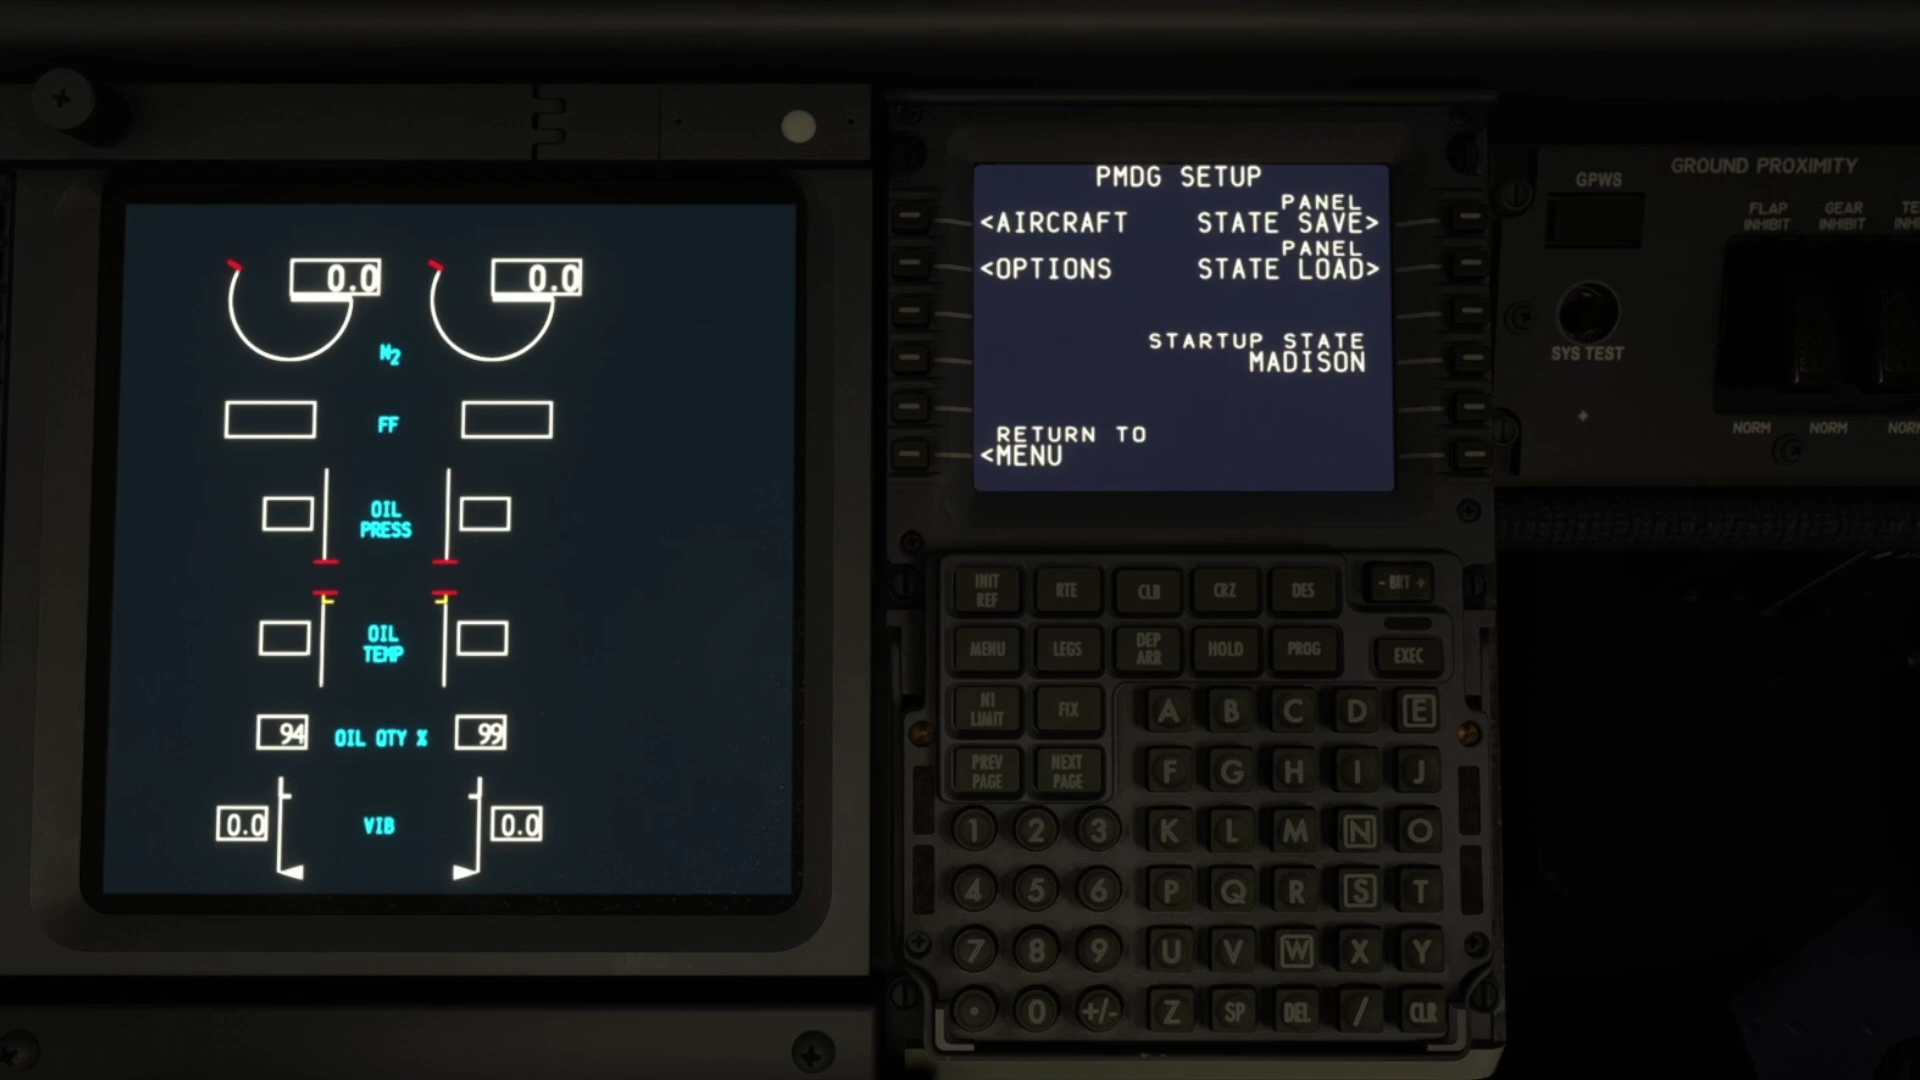 0.0 0.0
N2
FF
OIL
PRESS
OIL
TEMP
94 OIL QTY % 99
0.0 VIB 0.0
PMDG SETUP
PANEL
<AIRCRAFT STATE SAVE>
PANEL
<OPTIONS STATE LOAD>
STARTUP STATE
MADISON
RETURN TO
<MENU
INIT
REF
RTE
CLB
CRZ
DES
- BRT +
MENU
LEGS
DEP
ARR
HOLD
PROG
EXEC
N1
LIMIT
FIX
A B C D E
PREV
PAGE
NEXT
PAGE
F G H I J
1 2 3 K L M N O
4 5 6 P Q R S T
7 8 9 U V W X Y
. 0 +/- Z SP DEL / CLR
GROUND PROXIMITY
GPWS
FLAP
INHIBIT
GEAR
INHIBIT
SYS TEST
NORM NORM